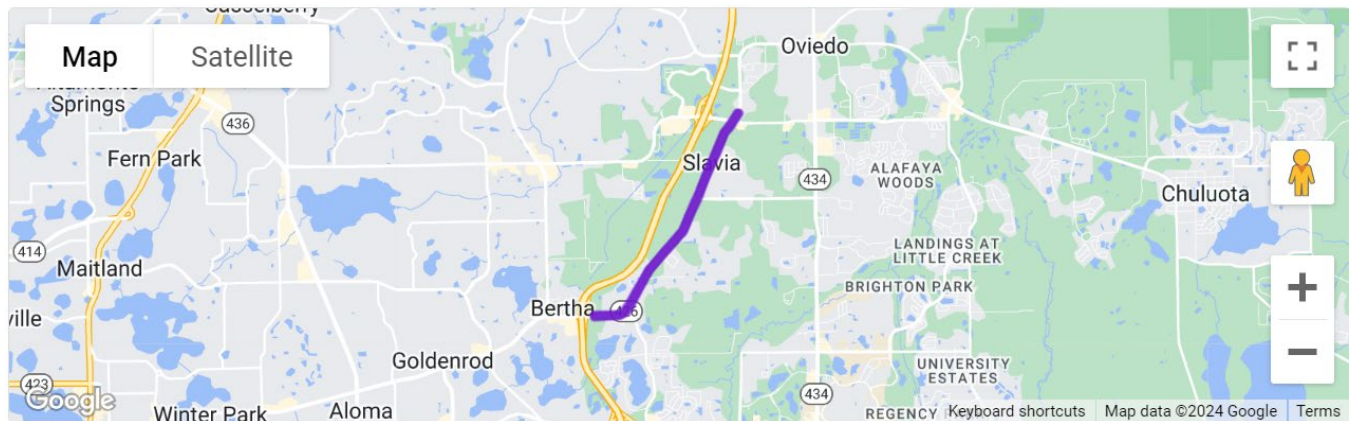 Casselberry
Map
Satellite
Oviedo
Altamonte
Springs
436
Fern Park
Slavia
ALAFAYA
WOODS
434
Chuluota
414
Maitland
LANDINGS AT
LITTLE CREEK
BRIGHTON PARK
Bertha
426
ville
Goldenrod
UNIVERSITY
ESTATES
423
Google
Winter Park
Aloma
434
REGENCY
Keyboard shortcuts
Map data ©2024 Google
Terms